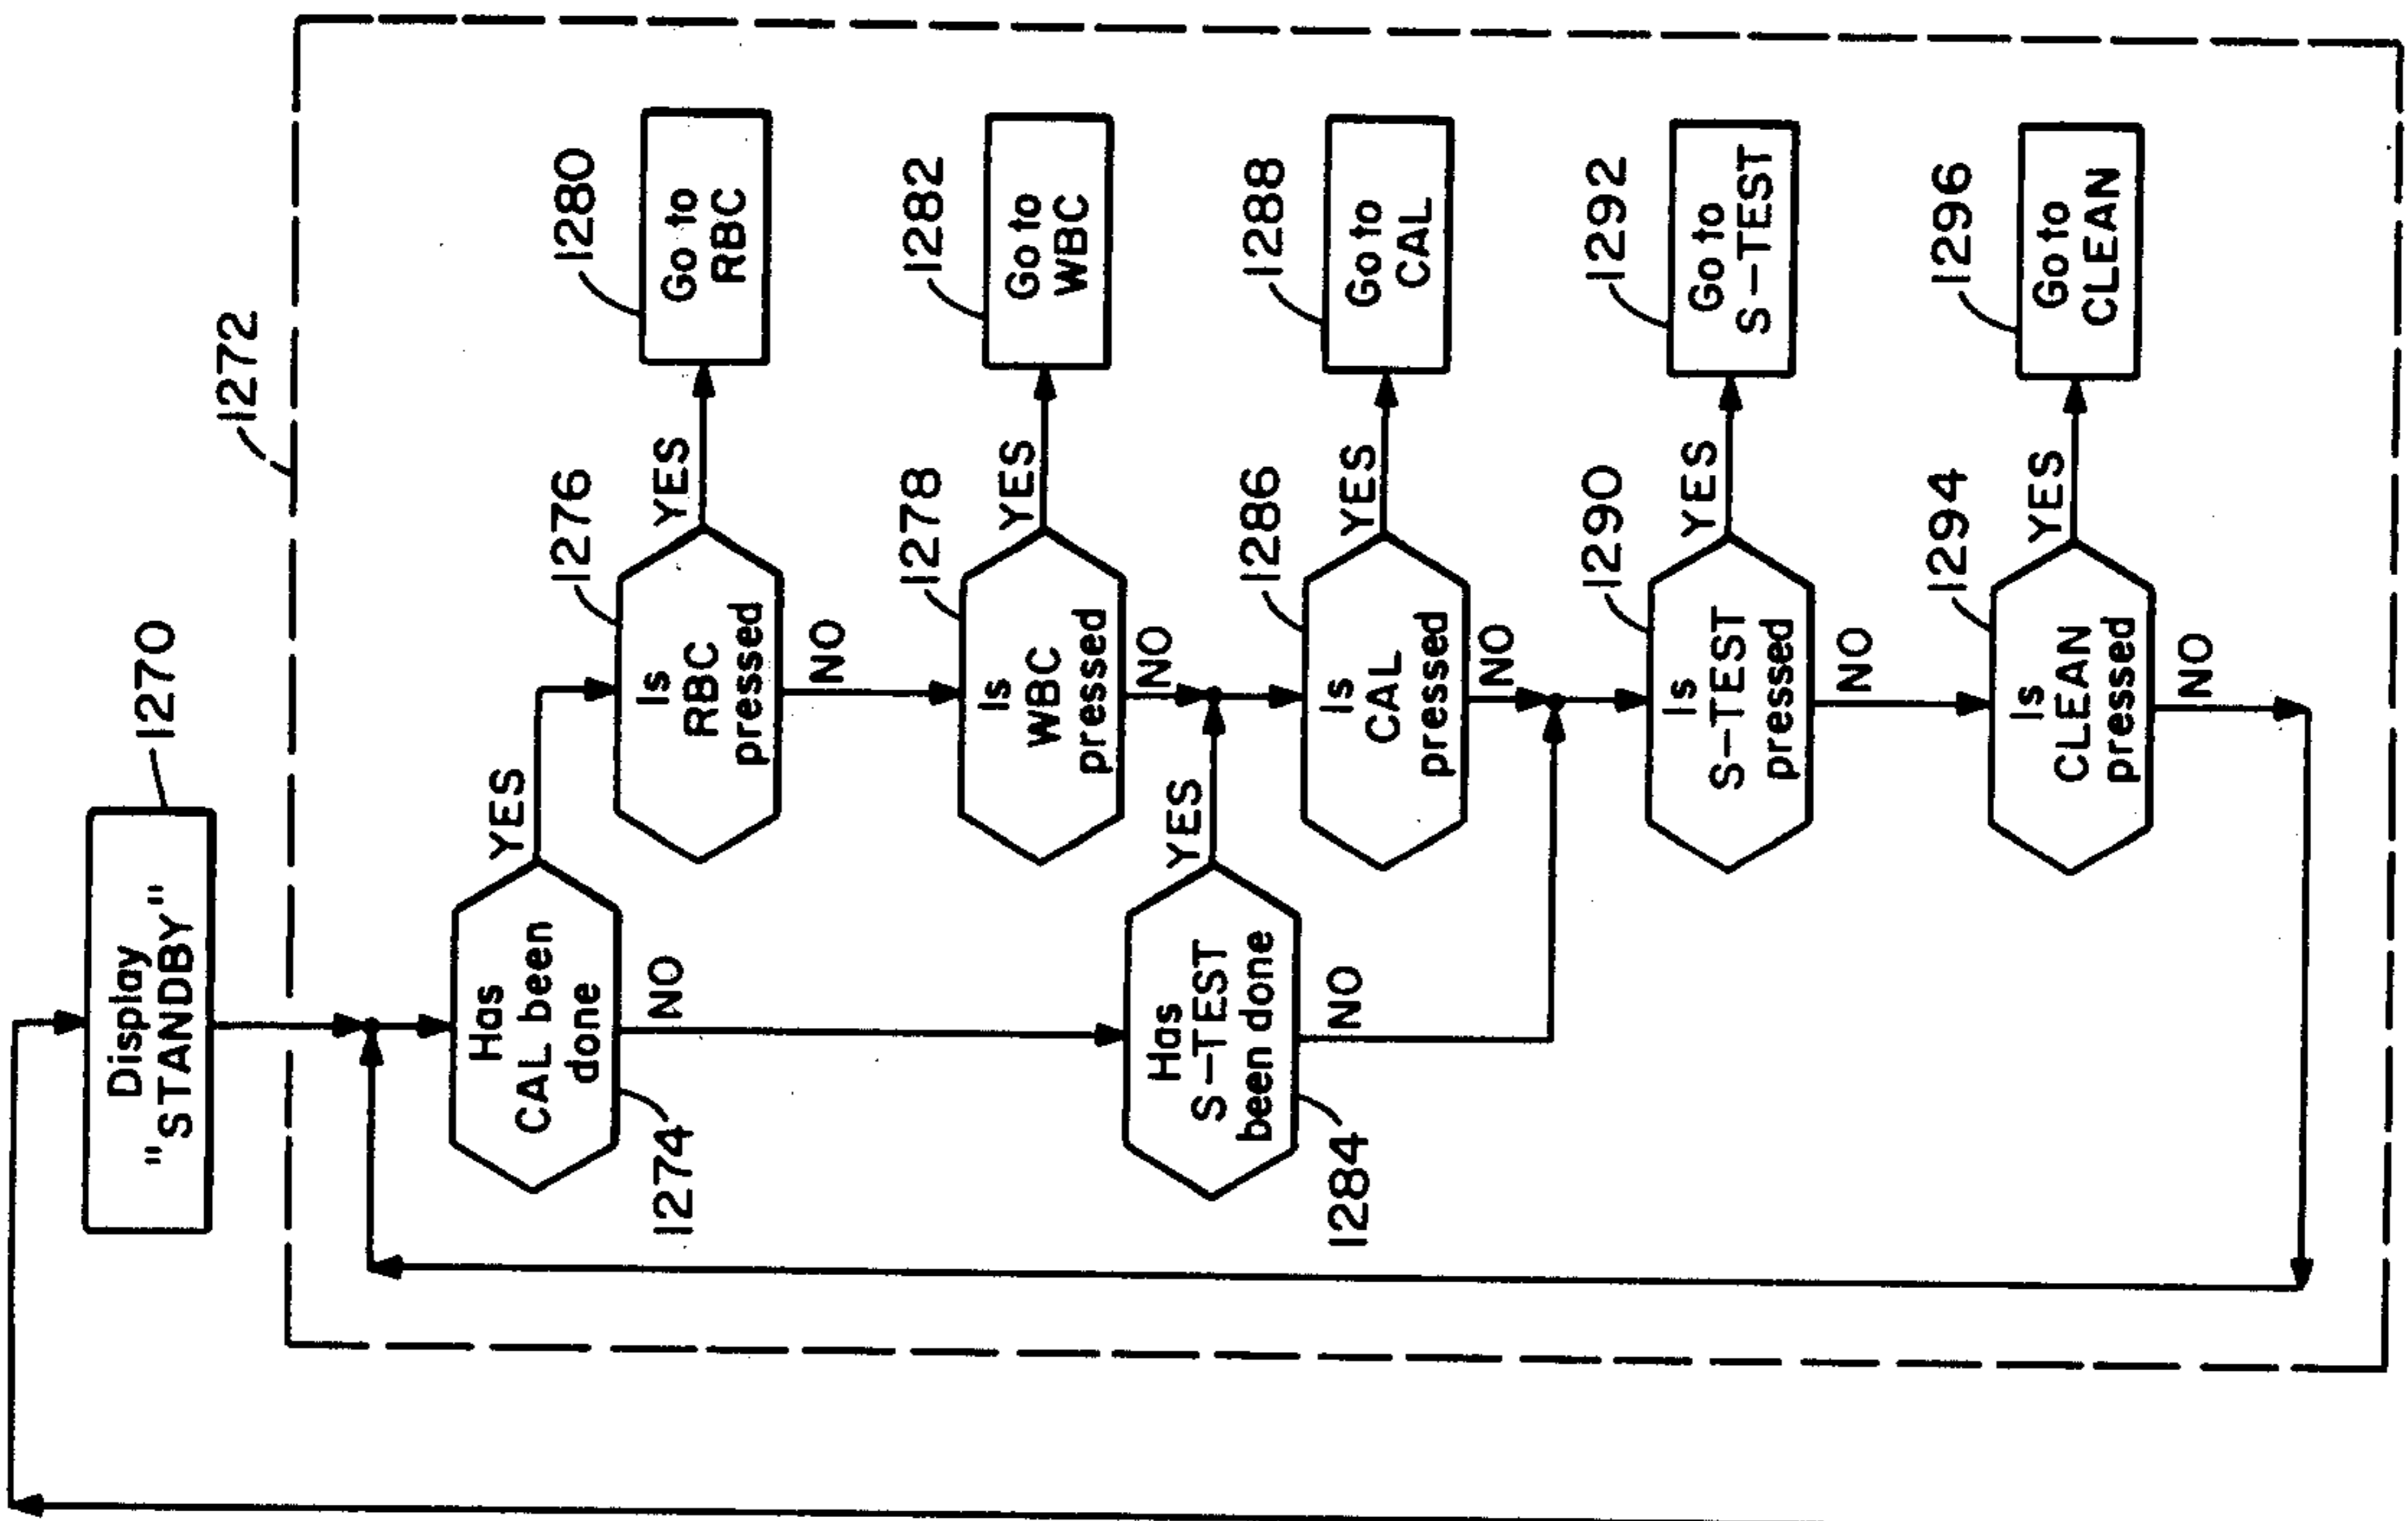 1270
Display
"STANDBY"
1272
Has
CAL been
done
1274
YES
NO
Is
RBC
pressed
1276
YES
NO
Go to
RBC
1280
Is
WBC
pressed
1278
YES
NO
Go to
WBC
1282
Has
S-TEST
been done
1284
YES
NO
Is
CAL
pressed
1286
YES
NO
Go to
CAL
1288
Is
S-TEST
pressed
1290
YES
NO
Go to
S-TEST
1292
Is
CLEAN
pressed
1294
YES
NO
Go to
CLEAN
1296